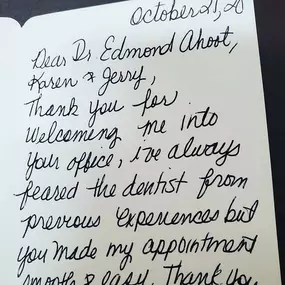 October 21, 20
Dear Dr. Edmond Ahoot,
Karen & Jerry,
Thank you for
welcoming me into
your office, i've always
feared the dentist from
previous experiences but
you made my appointment
smooth & easy. Thank you